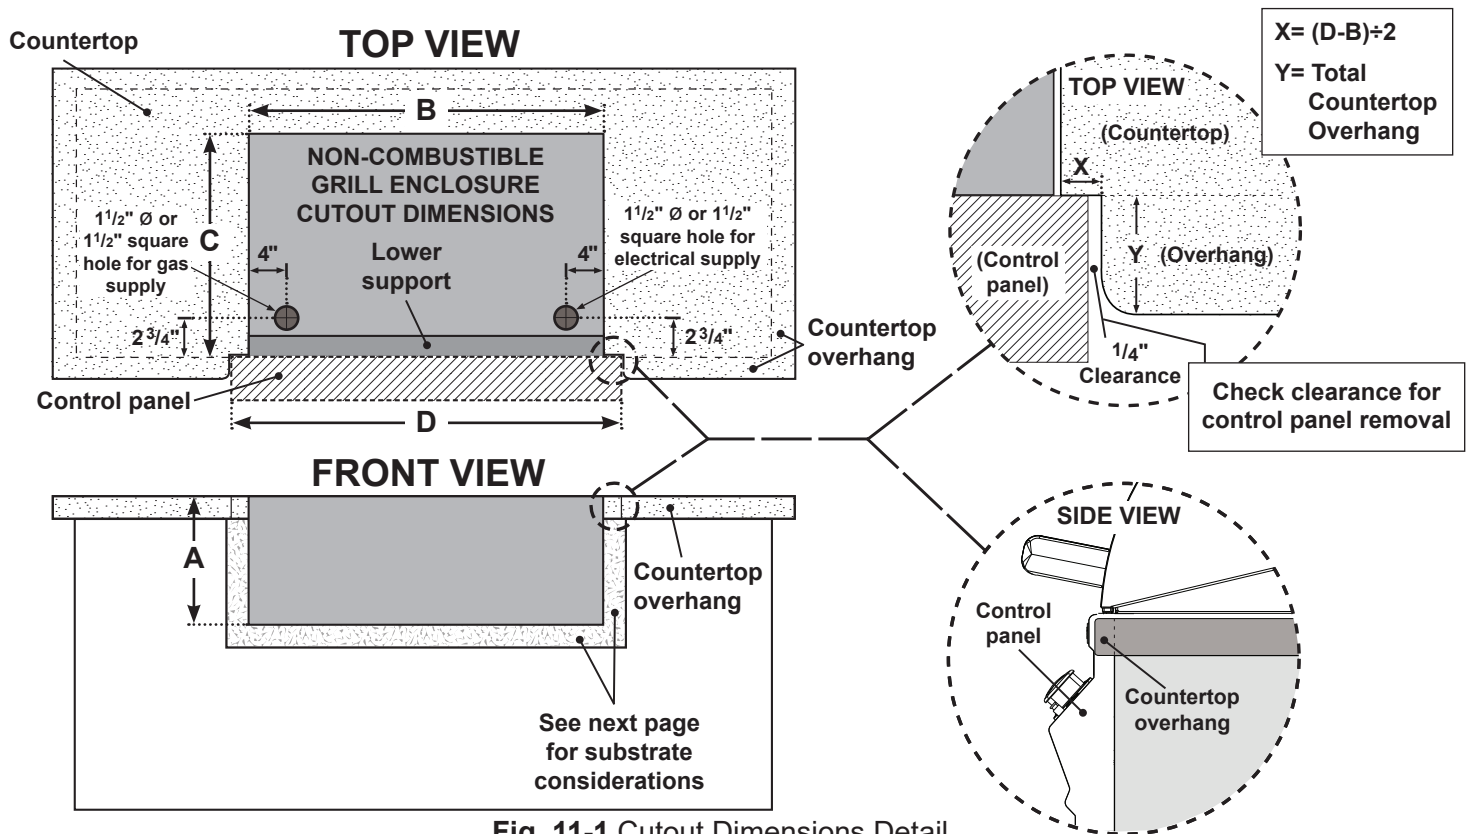 Countertop
TOP VIEW
B
NON-COMBUSTIBLE
GRILL ENCLOSURE
CUTOUT DIMENSIONS
1 1/2" Ø or
1 1/2" square
hole for gas
supply
C
4"
Lower
support
4"
1 1/2" Ø or 1 1/2"
square hole for
electrical supply
2 3/4"
2 3/4"
Countertop
overhang
Control panel
D
FRONT VIEW
A
Countertop
overhang
See next page
for substrate
considerations
TOP VIEW
(Countertop)
X
(Control
panel)
Y
(Overhang)
1/4"
Clearance
X= (D-B)÷2
Y= Total
Countertop
Overhang
Check clearance for
control panel removal
SIDE VIEW
Control
panel
Countertop
overhang
Fig. 11-1 Cutout Dimensions Detail